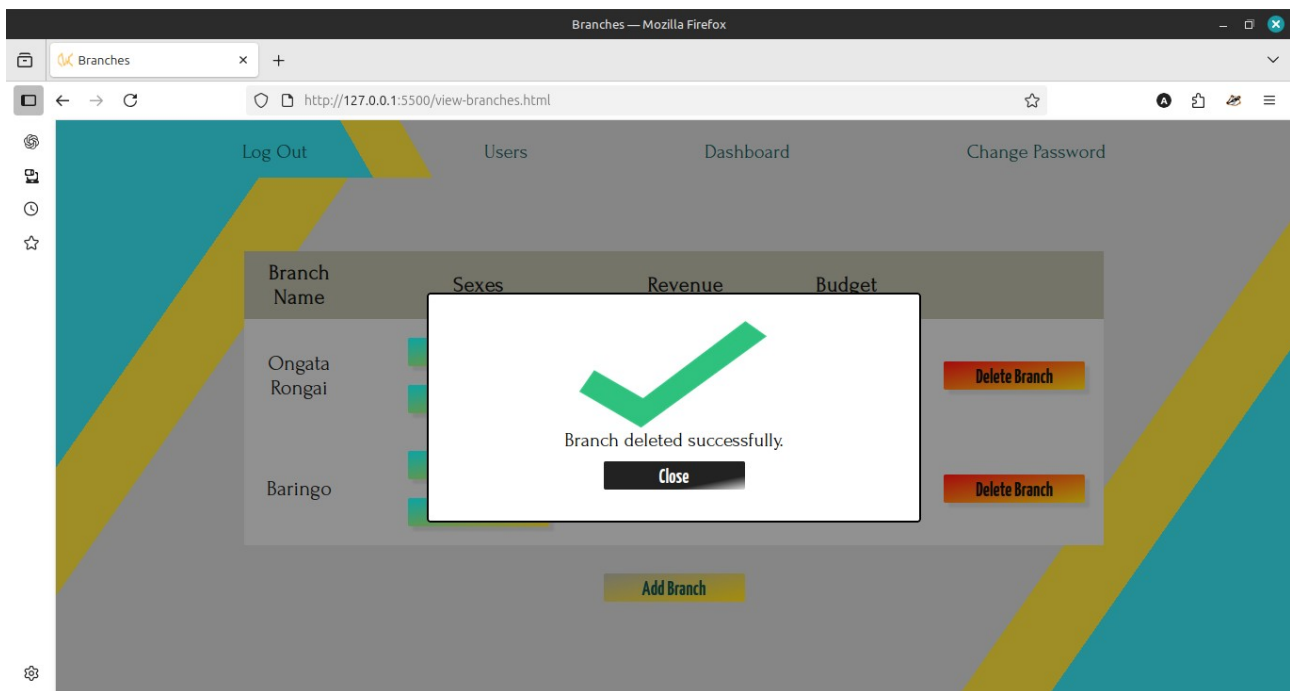 Branches — Mozilla Firefox
Branches
http://127.0.0.1:5500/view-branches.html
Log Out Users Dashboard Change Password
Branch
Name
Sexes Revenue Budget
Ongata
Rongai
Delete Branch
Branch deleted successfully.
Close
Baringo
Delete Branch
Add Branch